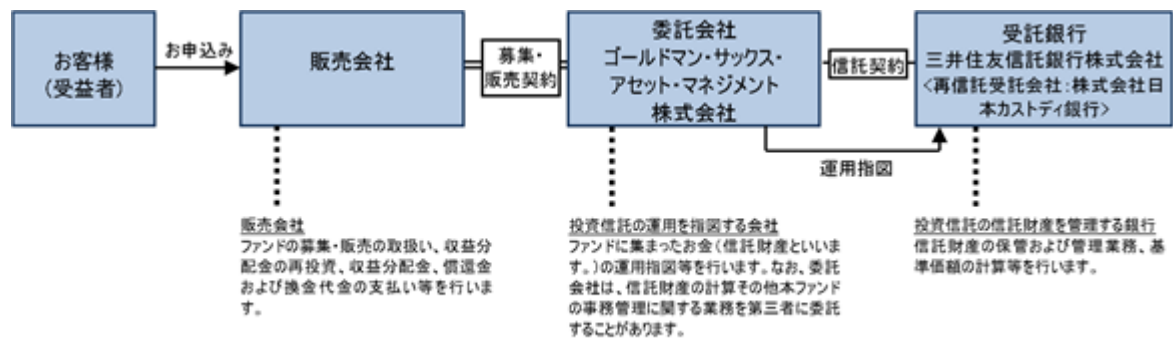 お客様
(受益者)
お申込み
販売会社
募集・
販売契約
委託会社
ゴールドマン・サックス・
アセット・マネジメント
株式会社
信託契約
受託銀行
三井住友信託銀行株式会社
<再信託受託会社:株式会社日
本カストディ銀行>
運用指図
販売会社
ファンドの募集・販売の取扱い、収益分
配金の再投資、収益分配金、償還金
および換金代金の支払い等を行いま
す。
投資信託の運用を指図する会社
ファンドに集まったお金(信託財産といいま
す。)の運用指図等を行います。なお、委託
会社は、信託財産の計算その他本ファンド
の事務管理に関する業務を第三者に委託
することがあります。
投資信託の信託財産を管理する銀行
信託財産の保管および管理業務、基
準価額の計算等を行います。